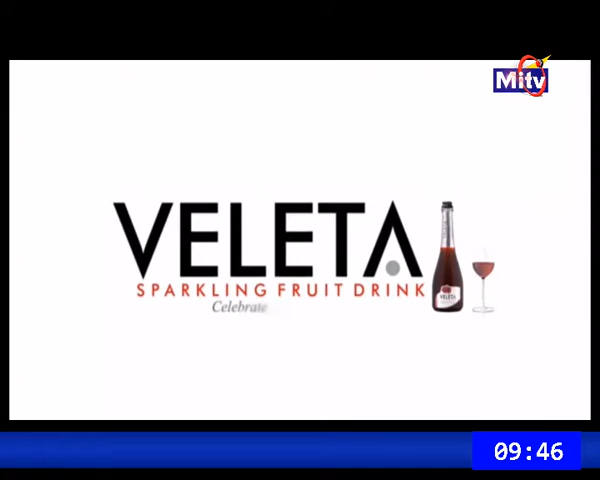 Mitv
VELETA
SPARKLING FRUIT DRINK
Celebrate
VELETA
09:46